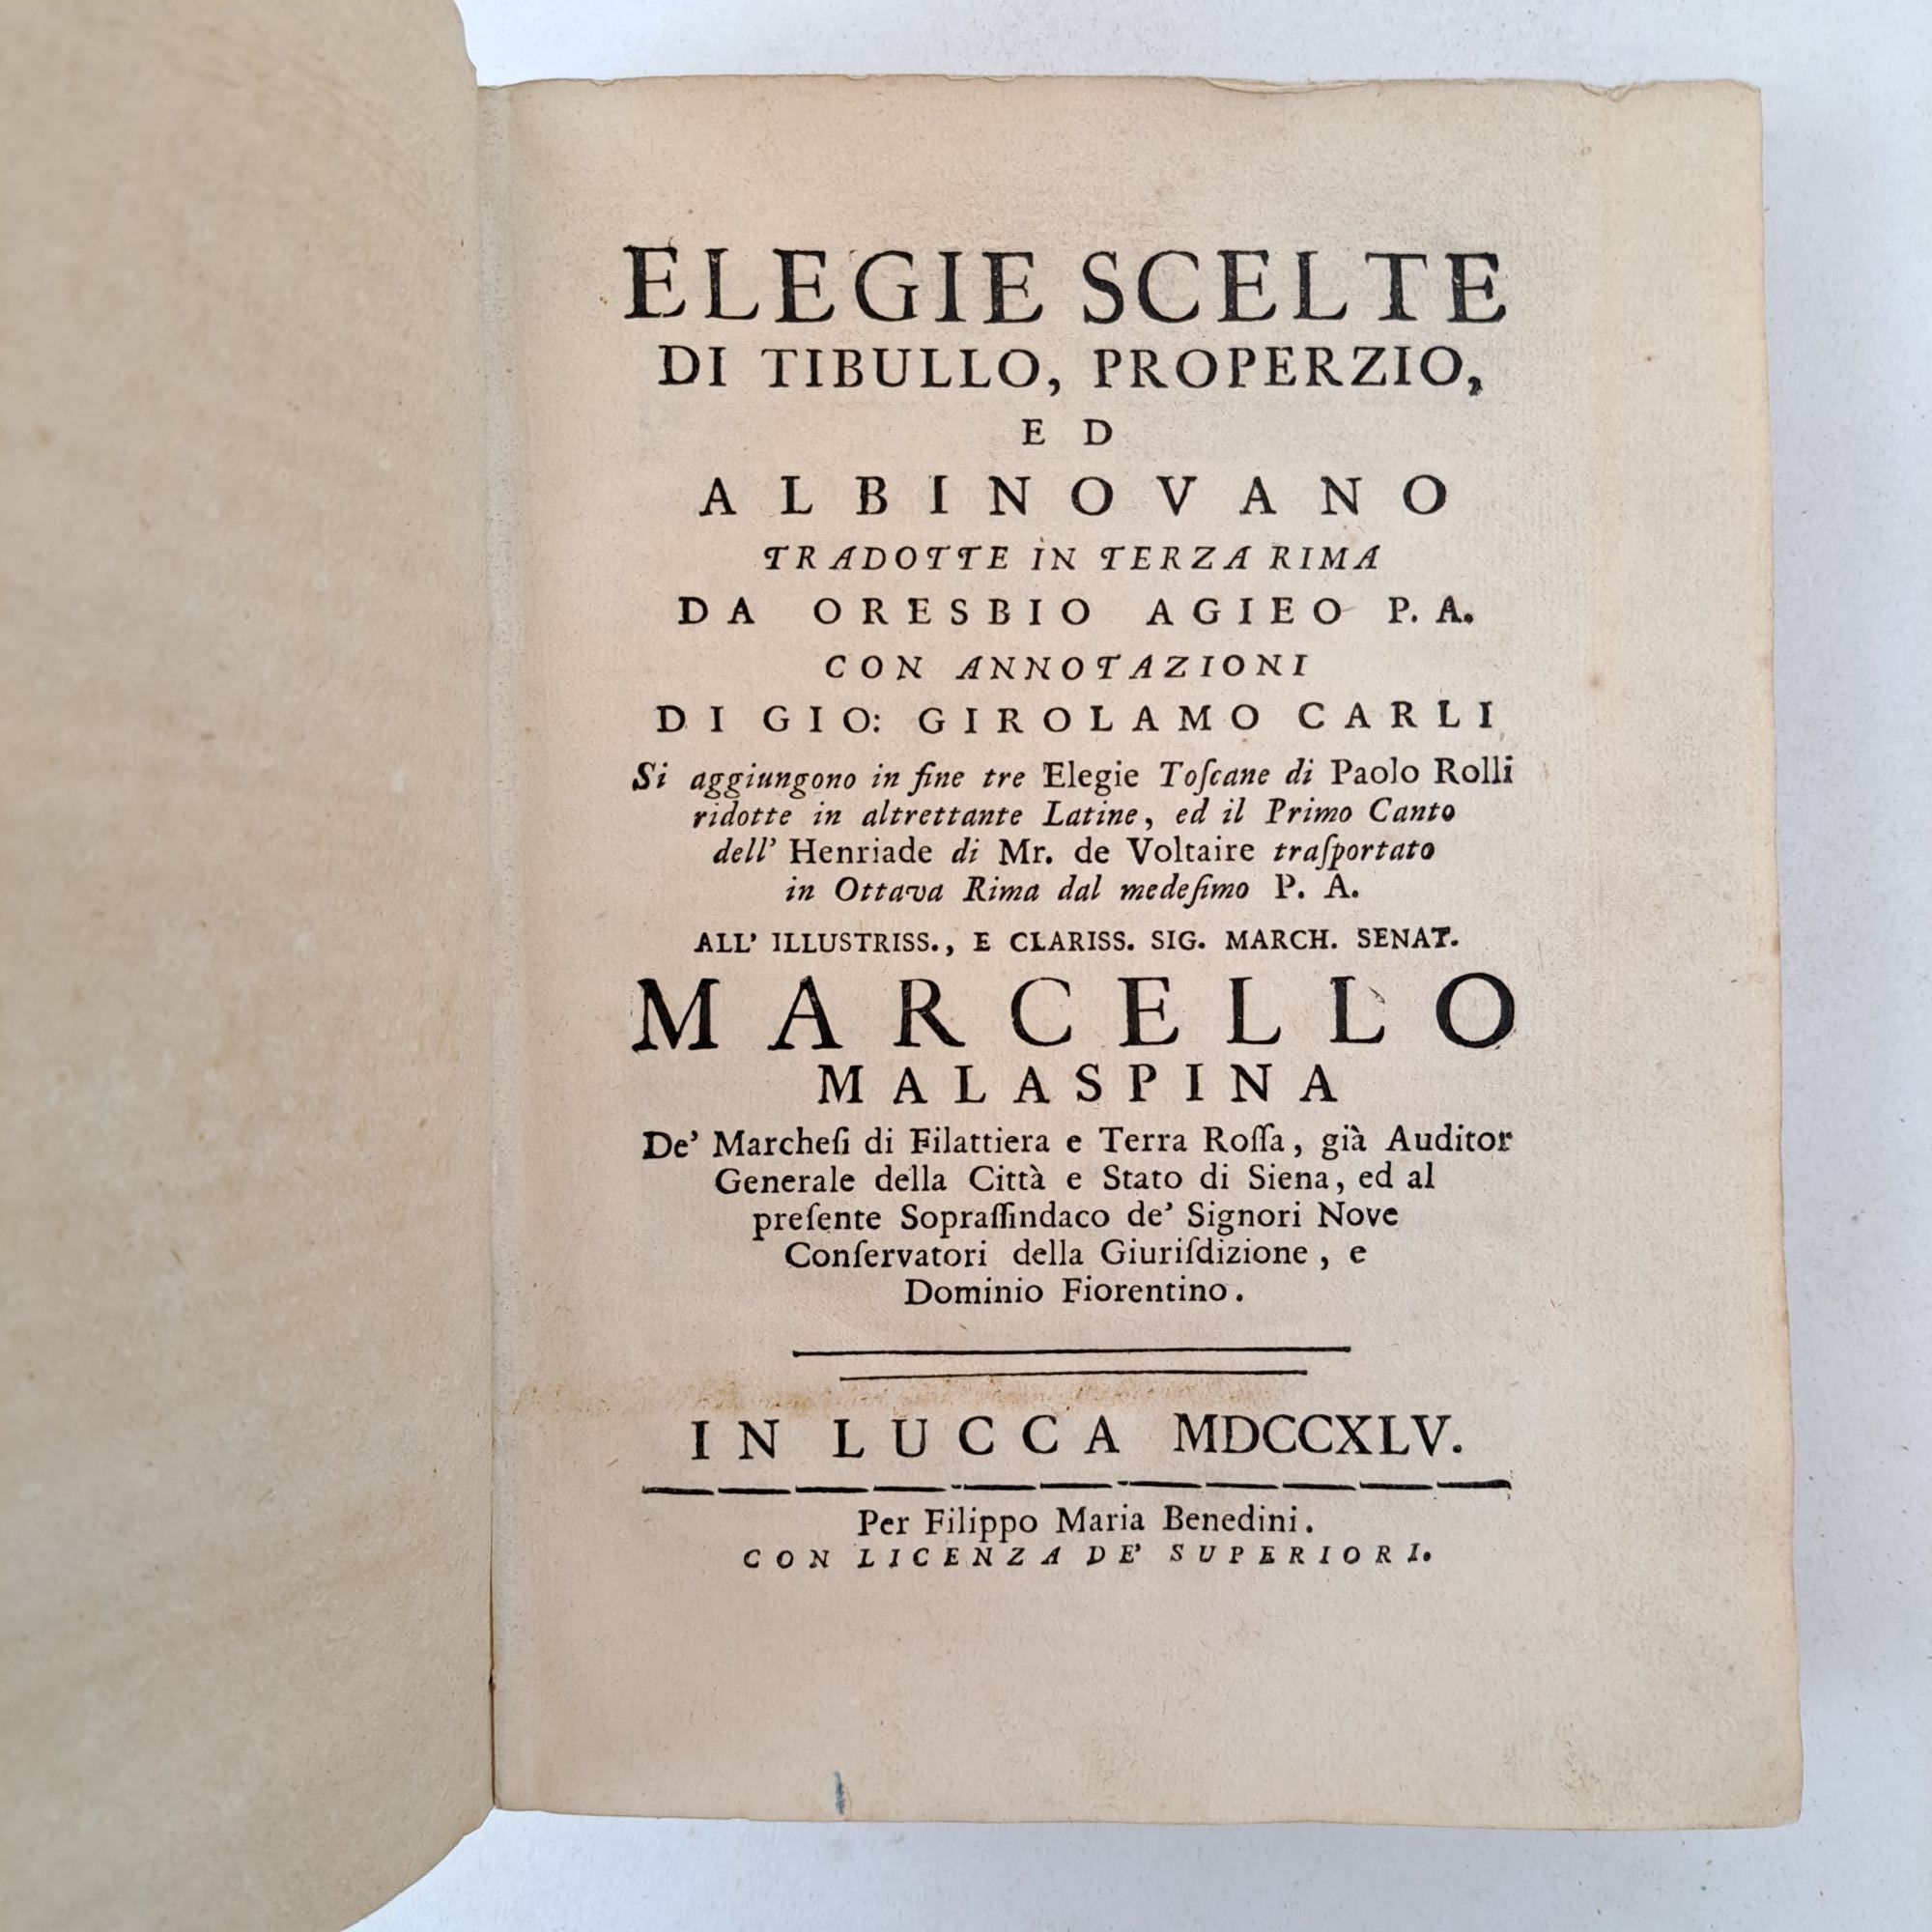 ELEGIE SCELTE
DI TIBULLO, PROPERZIO,
ED
ALBINOVANO
TRADOTTE IN TERZA RIMA
DA ORESBIO AGIEO P. A.
CON ANNOTAZIONI
DI GIO: GIROLAMO CARLI
Si aggiungono in fine tre Elegie Toſcane di Paolo Rolli
ridotte in altrettante Latine, ed il Primo Canto
dell' Henriade di Mr. de Voltaire traſportato
in Ottava Rima dal medeſimo P. A.
ALL' ILLUSTRISS., E CLARISS. SIG. MARCH. SENAT.
MARCELLO
MALASPINA
De' Marcheſi di Filattiera e Terra Roſſa, già Auditor
Generale della Città e Stato di Siena, ed al
preſente Sopraſſindaco de' Signori Nove
Conſervatori della Giuriſdizione, e
Dominio Fiorentino.
IN LUCCA MDCCXLV.
Per Filippo Maria Benedini.
CON LICENZA DE' SUPERIORI.